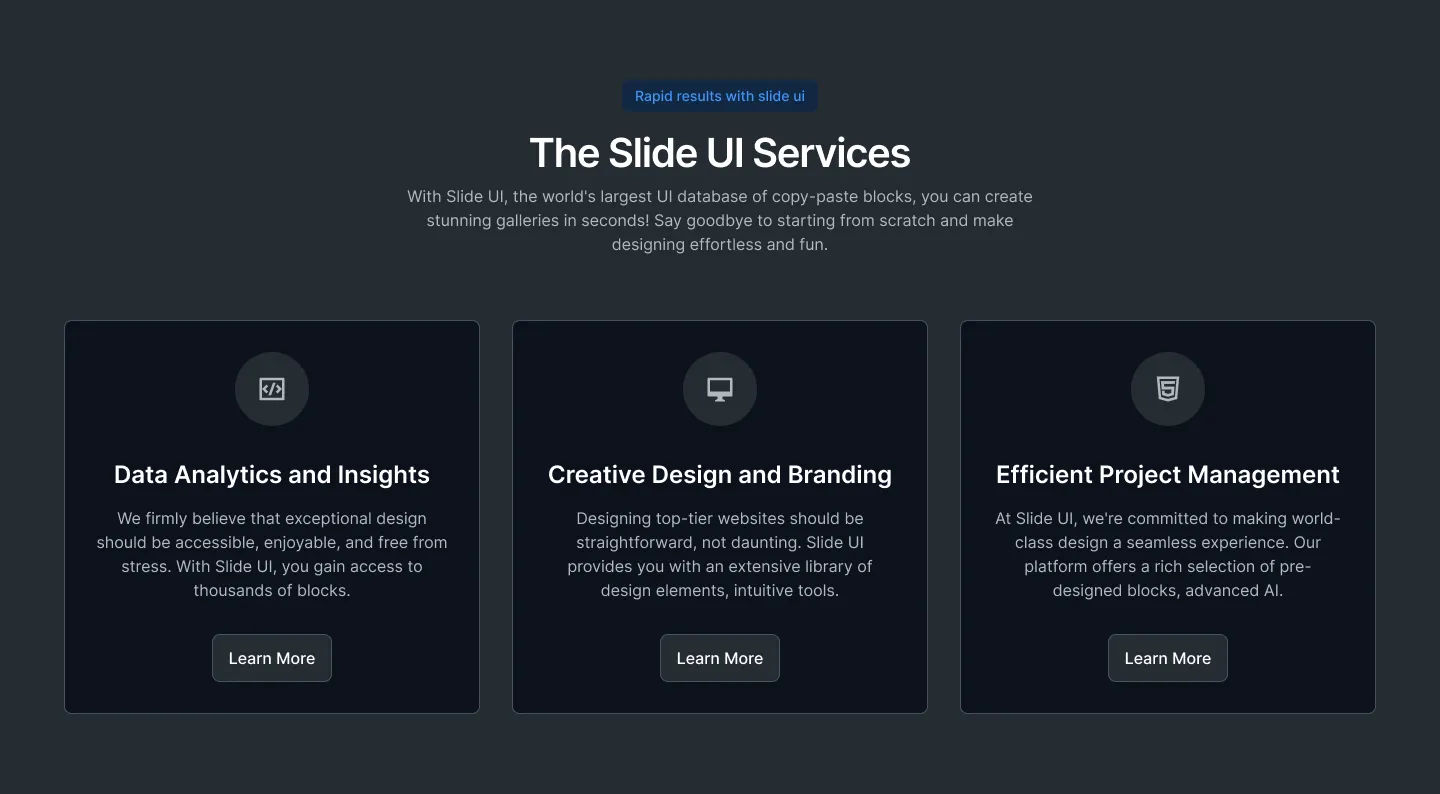 Rapid results with slide ui
The Slide UI Services
With Slide UI, the world's largest UI database of copy-paste blocks, you can create
stunning galleries in seconds! Say goodbye to starting from scratch and make
designing effortless and fun.
Data Analytics and Insights
We firmly believe that exceptional design
should be accessible, enjoyable, and free from
stress. With Slide UI, you gain access to
thousands of blocks.
Learn More
Creative Design and Branding
Designing top-tier websites should be
straightforward, not daunting. Slide UI
provides you with an extensive library of
design elements, intuitive tools.
Learn More
5
Efficient Project Management
At Slide UI, we're committed to making world-
class design a seamless experience. Our
platform offers a rich selection of pre-
designed blocks, advanced AI.
Learn More